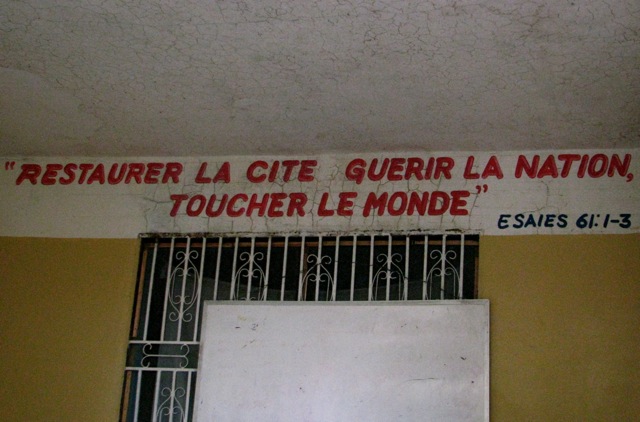 "RESTAURER LA CITE GUERIR LA NATION,
TOUCHER LE MONDE"
ESAIES 61:1-3